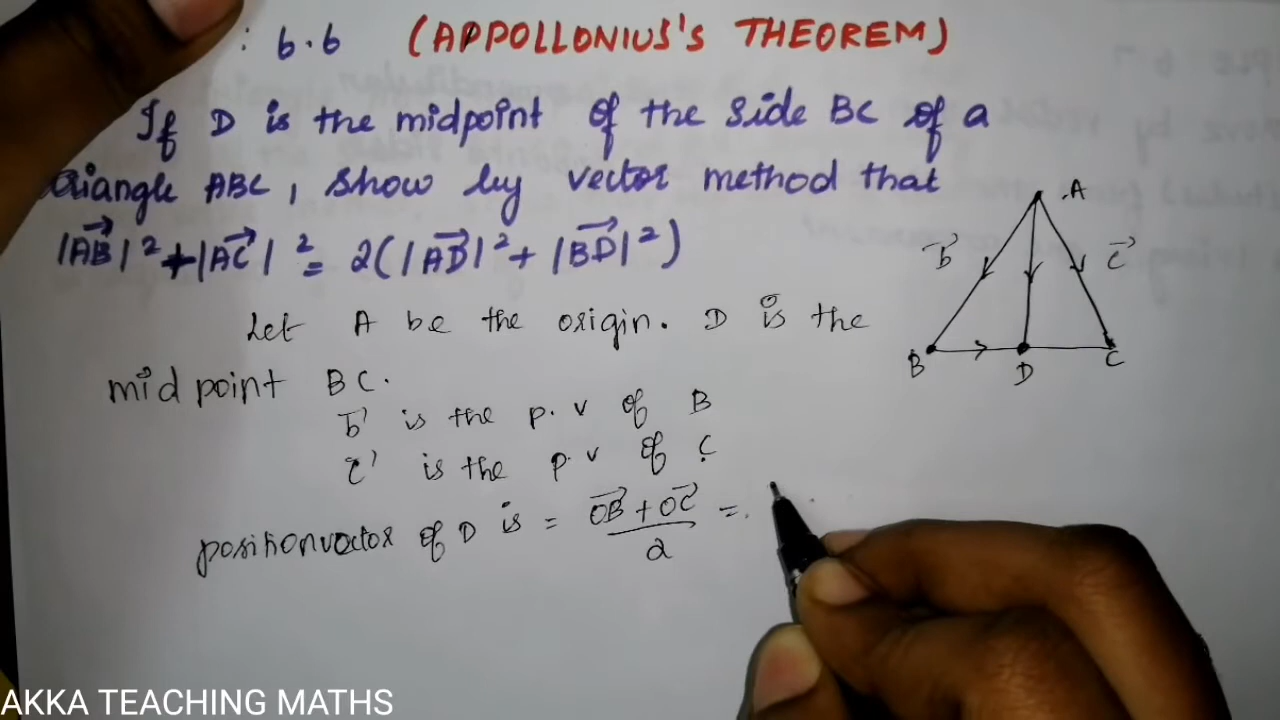 : 6.6 (APPOLLONIUS'S THEOREM)
If D is the midpoint of the side BC of a
triangle ABC, show by vector method that
|AB⃗|² + |AC⃗|² = 2(|AD⃗|² + |BD⃗|²)
A
b⃗
c⃗
B
D
C
Let A be the origin. D is the
midpoint BC.
b⃗ is the p.v of B
c⃗ is the p.v of C
position vector of D is = (OB⃗ + OC⃗)/2 =
AKKA TEACHING MATHS